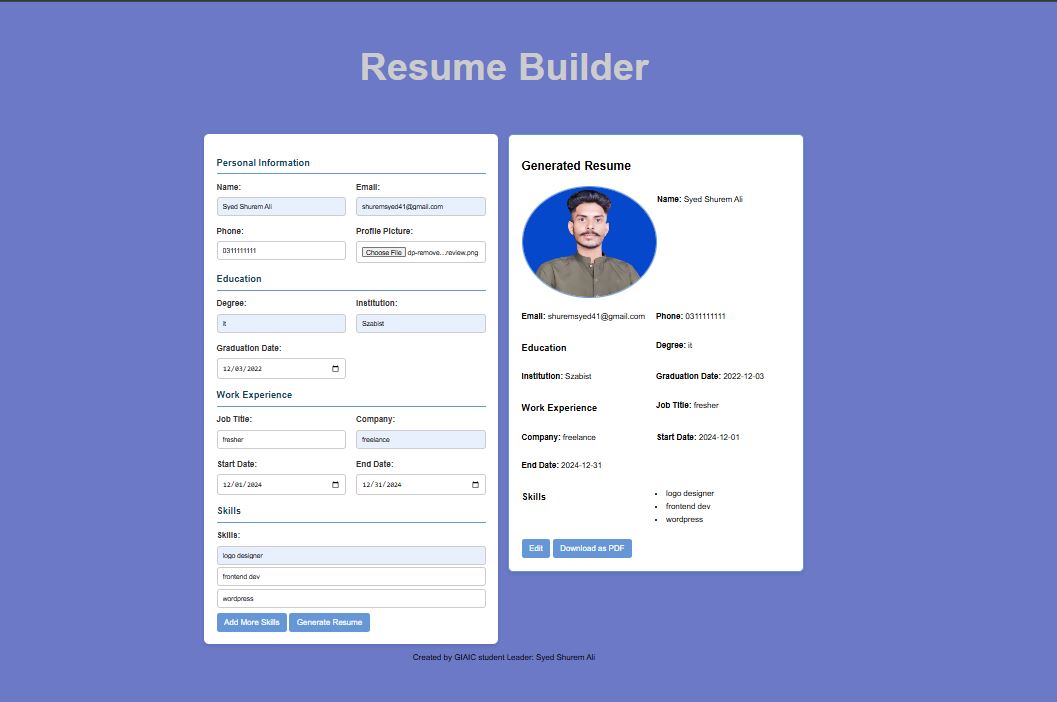 Resume Builder
Personal Information
Name: Email:
Syed Shurem Ali shuremsyed41@gmail.com
Phone: Profile Picture:
0311111111 Choose File dp-remove...review.png
Education
Degree: Institution:
it Szabist
Graduation Date:
12/03/2022
Work Experience
Job Title: Company:
fresher freelance
Start Date: End Date:
12/01/2024 12/31/2024
Skills
Skills:
logo designer
frontend dev
wordpress
Add More Skills Generate Resume
Generated Resume
Name: Syed Shurem Ali
Email: shuremsyed41@gmail.com Phone: 0311111111
Education Degree: it
Institution: Szabist Graduation Date: 2022-12-03
Work Experience Job Title: fresher
Company: freelance Start Date: 2024-12-01
End Date: 2024-12-31
Skills
logo designer
frontend dev
wordpress
Edit Download as PDF
Created by GIAIC student Leader: Syed Shurem Ali